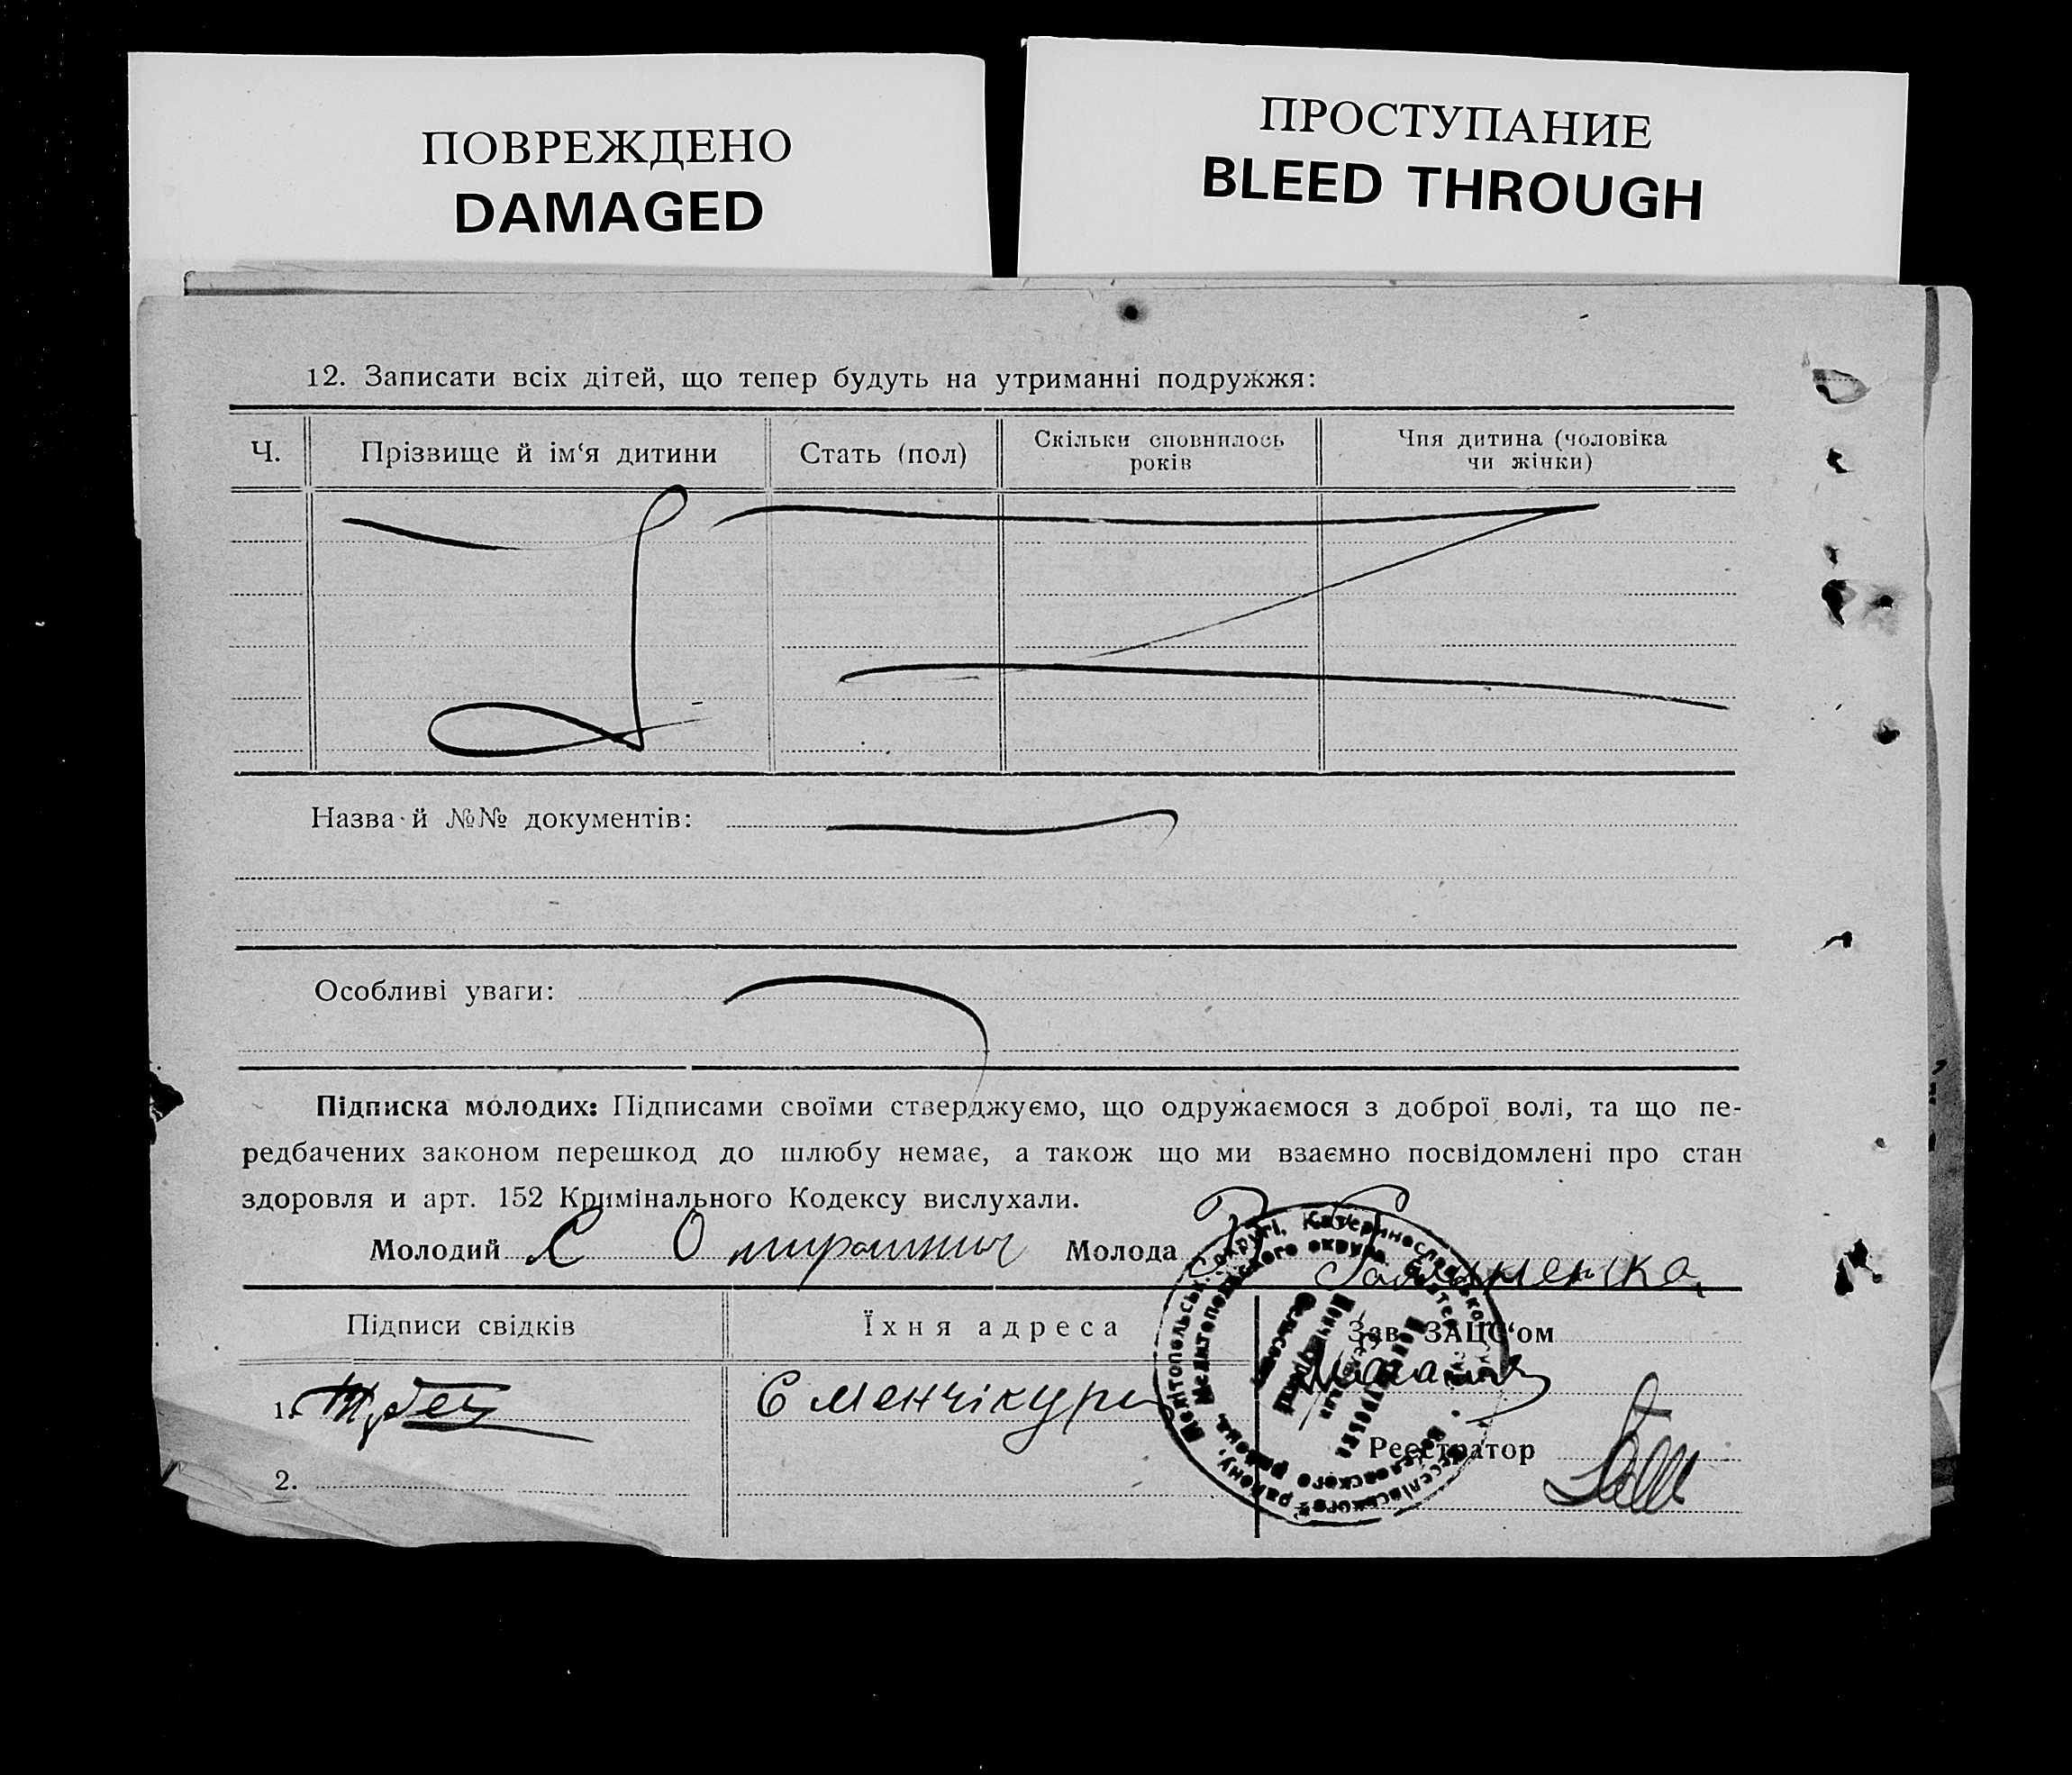 ПОВРЕЖДЕНО
DAMAGED
ПРОСТУПАНИЕ
BLEED THROUGH
12. Записати всіх дітей, що тепер будуть на утриманні подружжя:
Ч. Прізвище й ім‘я дитини Стать (пол) Скільки сповнилось років Чия дитина (чоловіка чи жінки)
Назва й №№ документів:
Особливі уваги:
Підписка молодих: Підписами своїми стверджуємо, що одружаємося з доброї волі, та що пе-
редбачених законом перешкод до шлюбу немає, а також що ми взаємно посвідомлені про стан
здоровля и арт. 152 Кримінального Кодексу вислухали.
Молодий Молода
Підписи свідків Їхня адреса Зав. ЗАЦС‘ом
1. С Менчікури
Реєстратор
2.